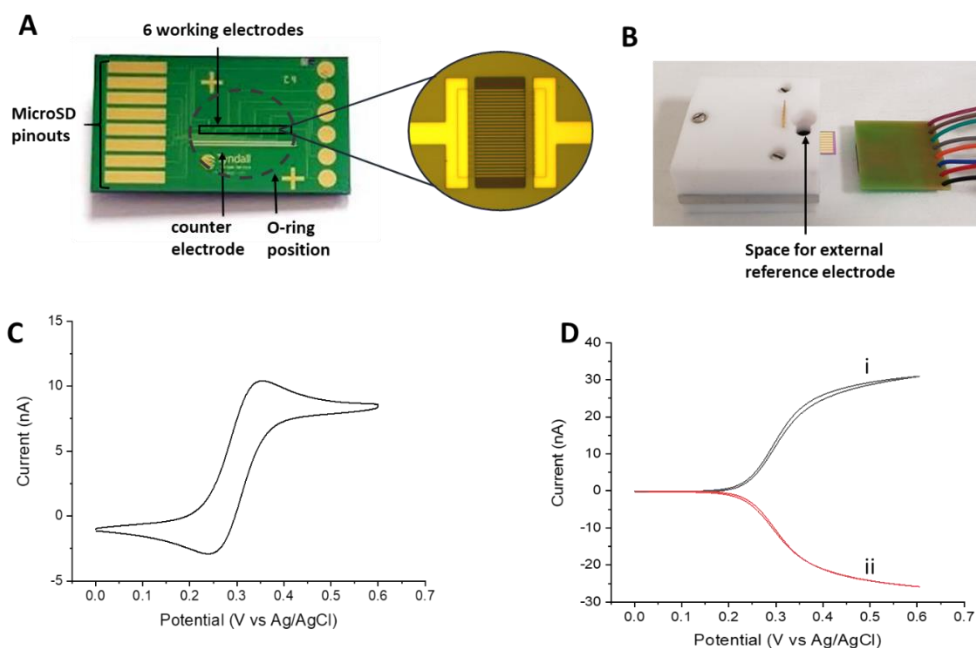 A
6 working electrodes
MicroSD
pinouts
counter
electrode
O-ring
position
B
Space for external
reference electrode
C
15
10
5
0
-5
Current (nA)
0.0 0.1 0.2 0.3 0.4 0.5 0.6 0.7
Potential (V vs Ag/AgCl)
D
40
30
20
10
0
-10
-20
-30
Current (nA)
i
ii
0.0 0.1 0.2 0.3 0.4 0.5 0.6 0.7
Potential (V vs Ag/AgCl)